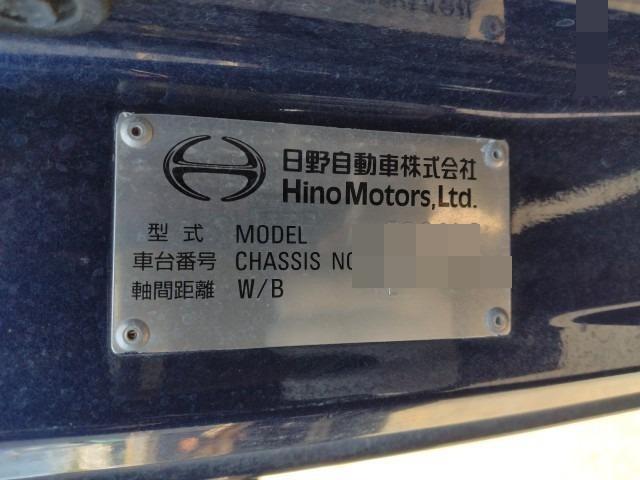 日野自動車株式会社
Hino Motors, Ltd.
型式 MODEL
車台番号 CHASSIS NO
軸間距離 W/B